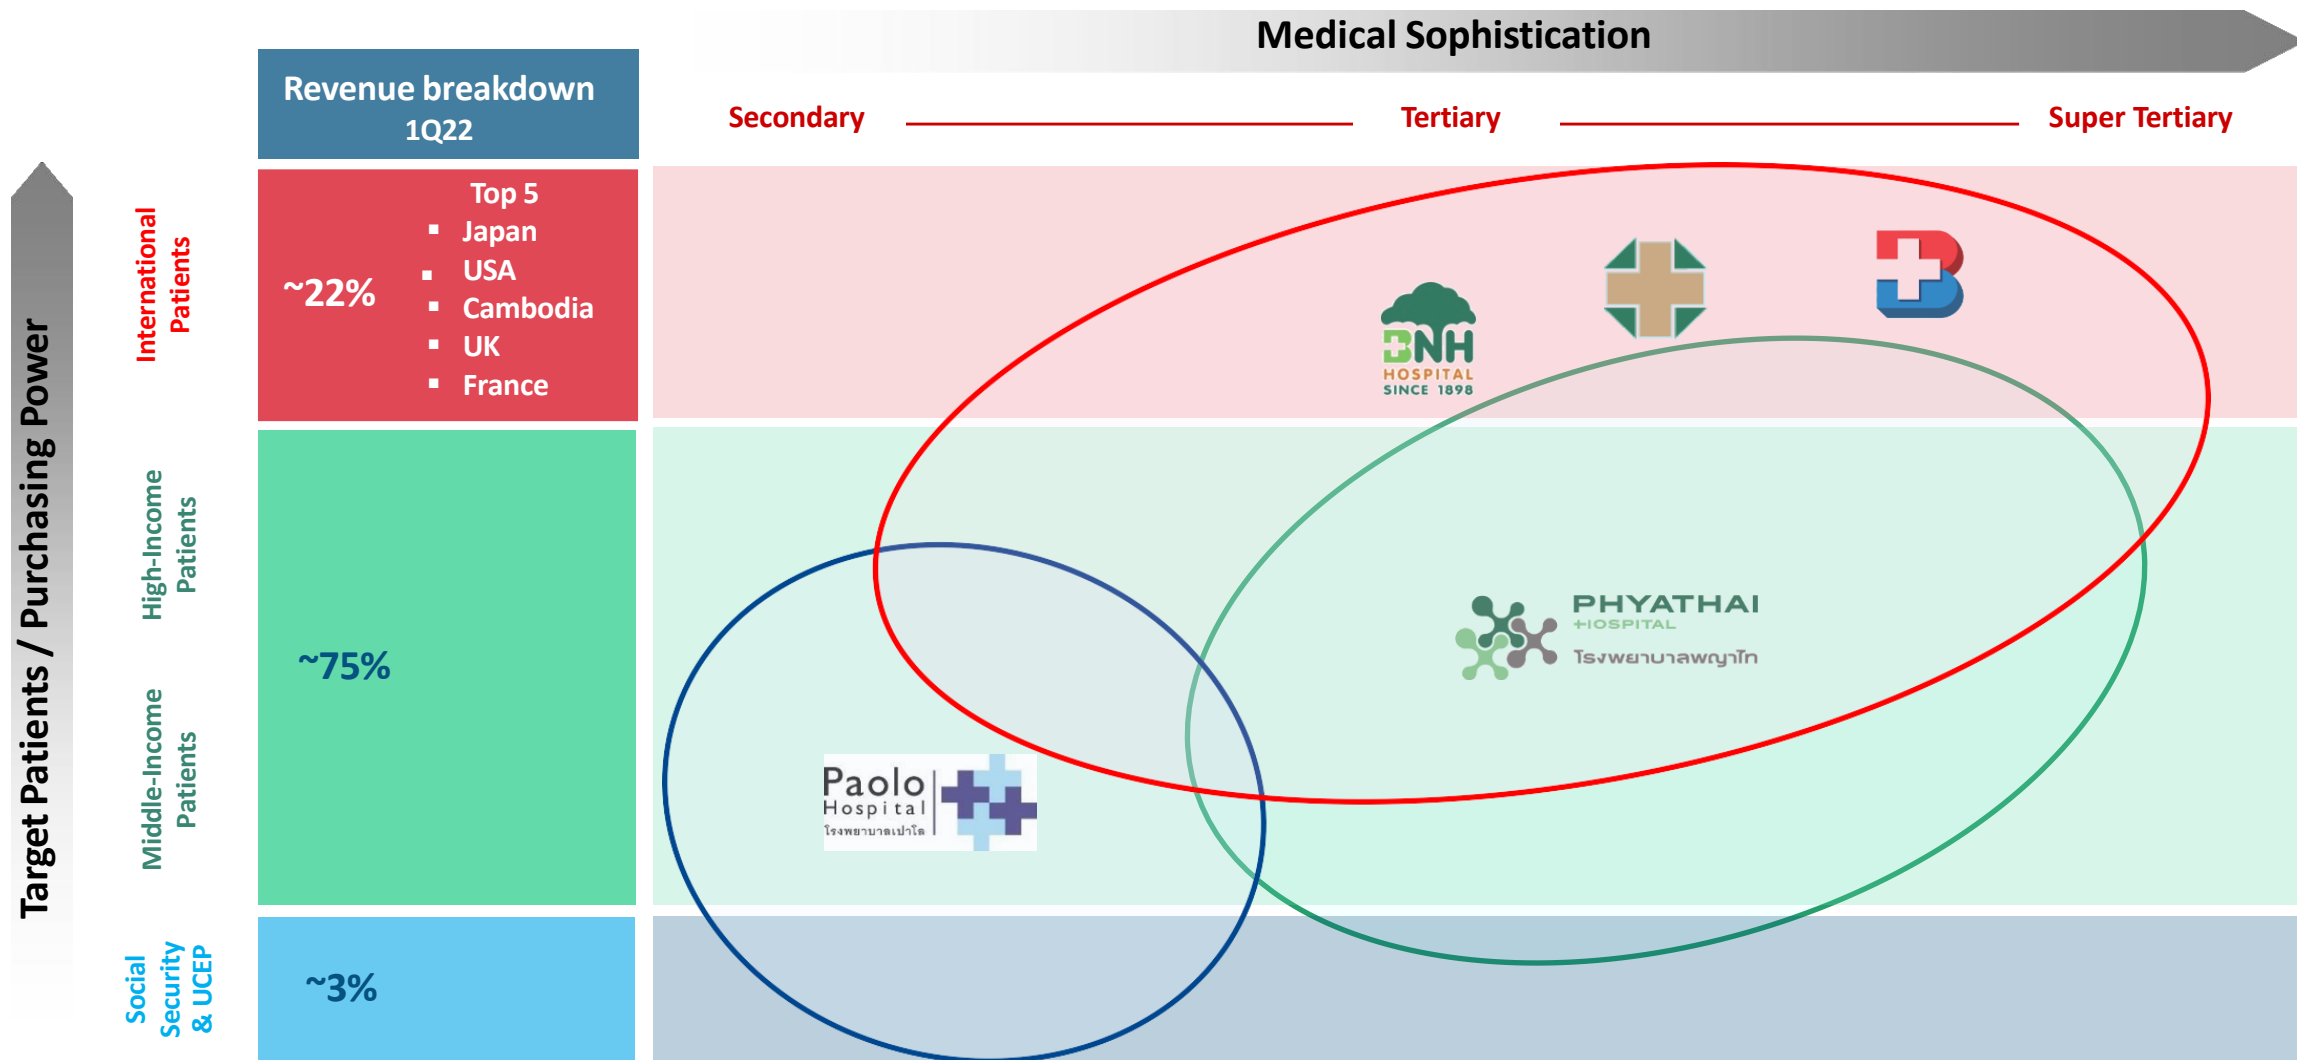 Medical Sophistication
Revenue breakdown
1Q22
Secondary
Tertiary
Super Tertiary
Target Patients / Purchasing Power
International
Patients
~22%
Top 5
▪ Japan
▪ USA
▪ Cambodia
▪ UK
▪ France
BNH
HOSPITAL
SINCE 1898
B
High-Income
Patients
Middle-Income
Patients
~75%
PHYATHAI
HOSPITAL
โรงพยาบาลพญาไท
Paolo
Hospital
โรงพยาบาลเปาโล
Social
Security
& UCEP
~3%